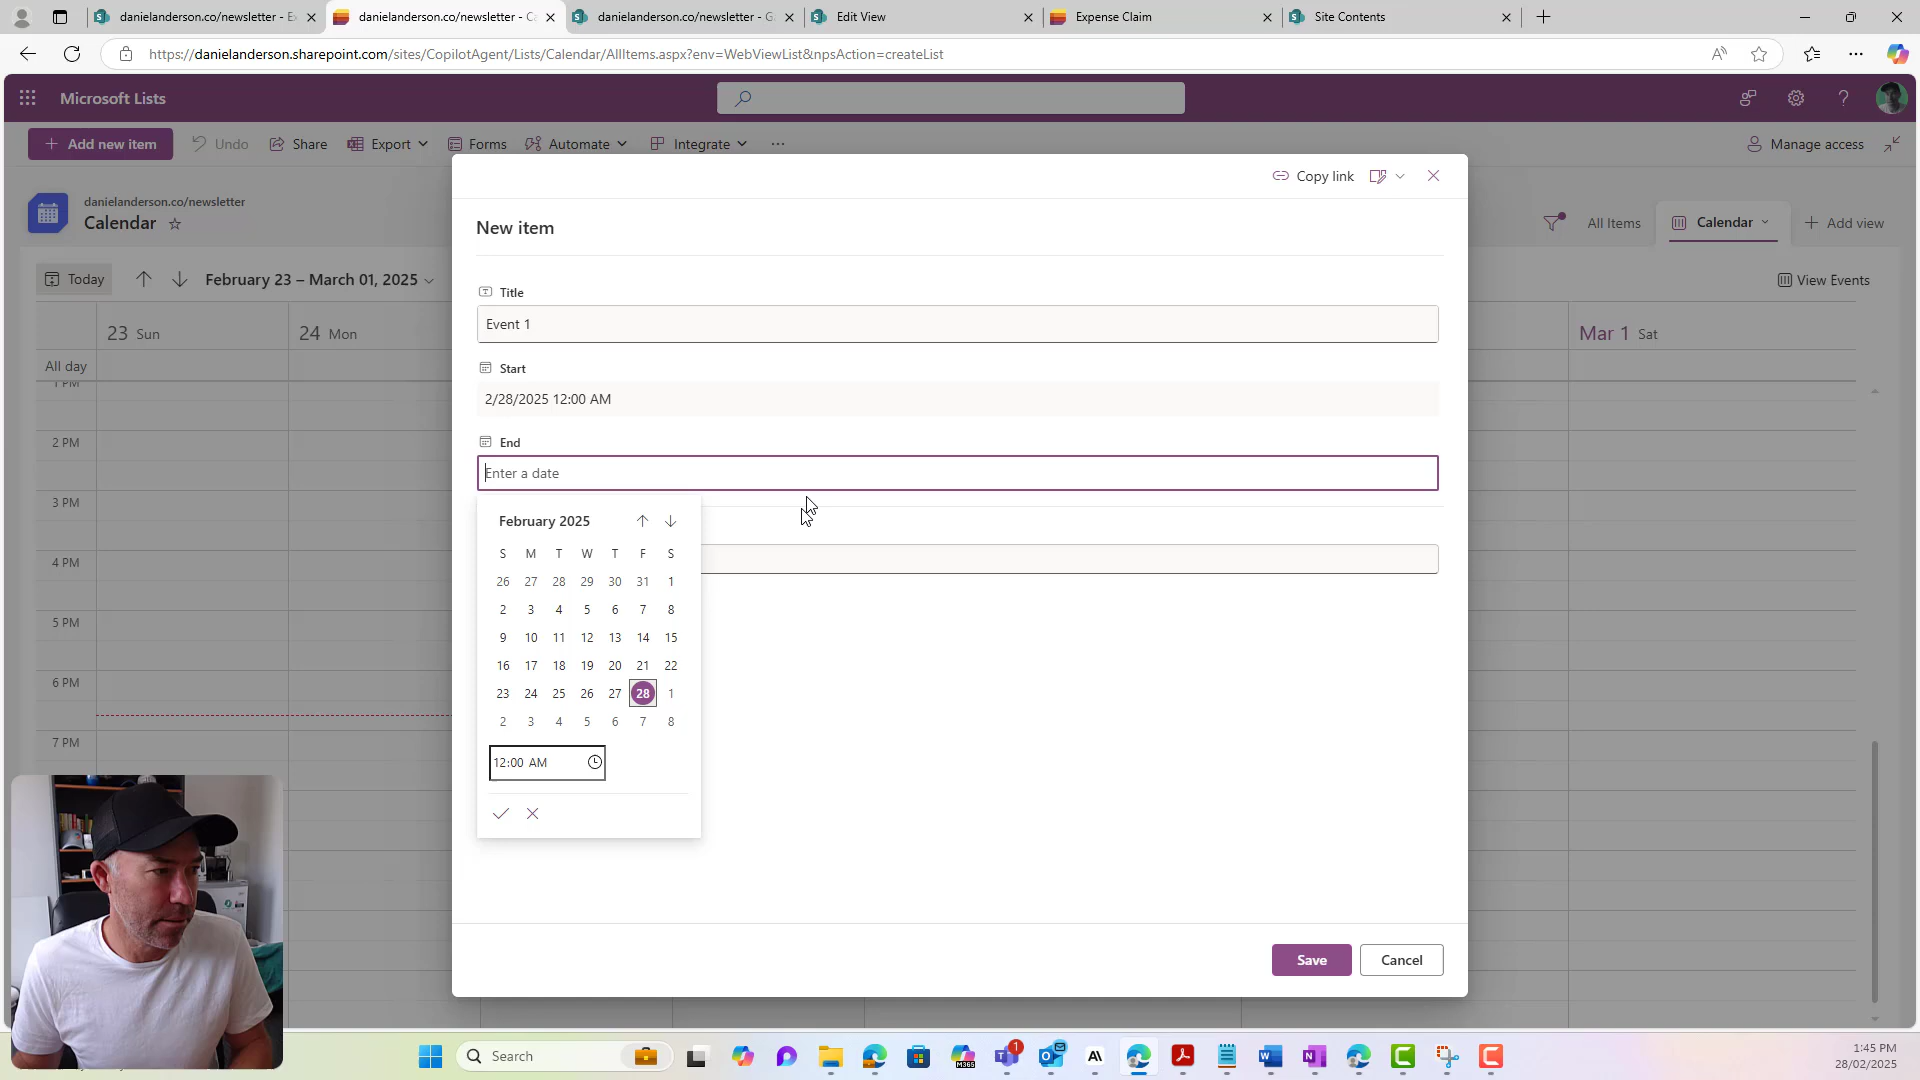 danielanderson.co/newsletter - Ex
danielanderson.co/newsletter - Ca
danielanderson.co/newsletter - Ga
Edit View
Expense Claim
Site Contents
https://danielanderson.sharepoint.com/sites/CopilotAgent/Lists/Calendar/AllItems.aspx?env=WebViewList&npsAction=createList
Microsoft Lists
Add new item
Undo
Share
Export
Forms
Automate
Integrate
Manage access
danielanderson.co/newsletter
Calendar
All Items
Calendar
Add view
Today
February 23 – March 01, 2025
View Events
23 Sun
24 Mon
Mar 1 Sat
All day
1 PM
2 PM
3 PM
4 PM
5 PM
6 PM
7 PM
Copy link
New item
Title
Event 1
Start
2/28/2025 12:00 AM
End
Enter a date
February 2025
S M T W T F S
26 27 28 29 30 31 1
2 3 4 5 6 7 8
9 10 11 12 13 14 15
16 17 18 19 20 21 22
23 24 25 26 27 28 1
2 3 4 5 6 7 8
12:00 AM
Save
Cancel
Search
M365
1
1:45 PM
28/02/2025